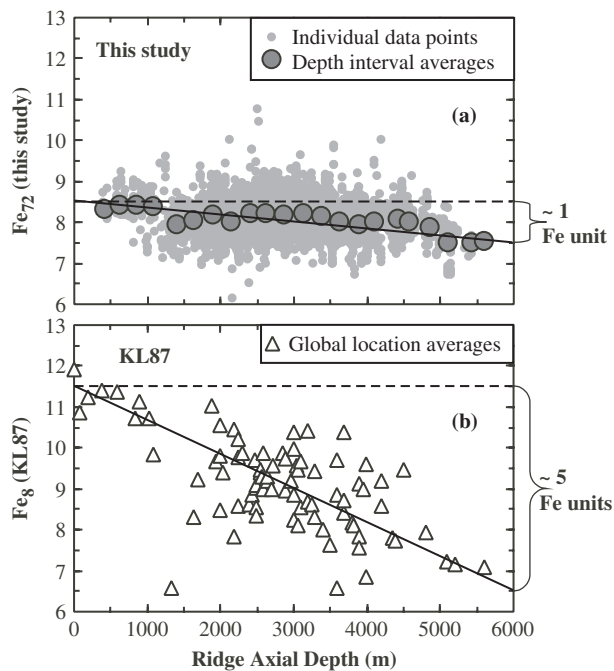 13
12
11
10
9
8
7
6
Fe72 (this study)
This study
Individual data points
Depth interval averages
(a)
~ 1
Fe unit
13
12
11
10
9
8
7
6
Fe8 (KL87)
KL87
Global location averages
(b)
~ 5
Fe units
0 1000 2000 3000 4000 5000 6000
Ridge Axial Depth (m)